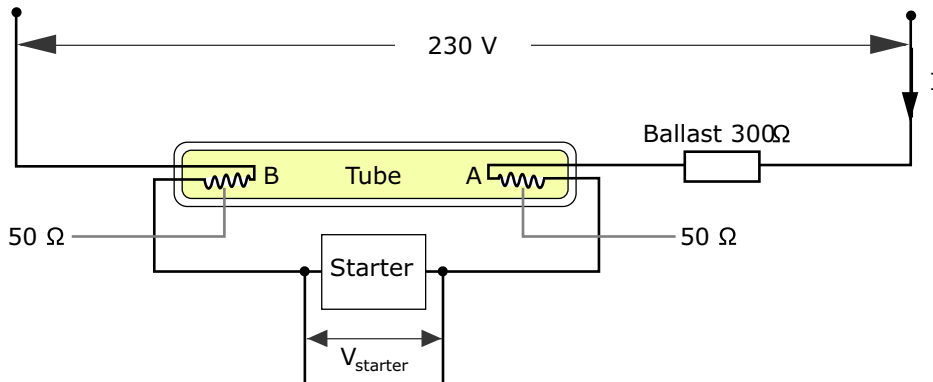 230 V
Ballast 300Ω
B
Tube
A
50 Ω
50 Ω
Starter
Vstarter